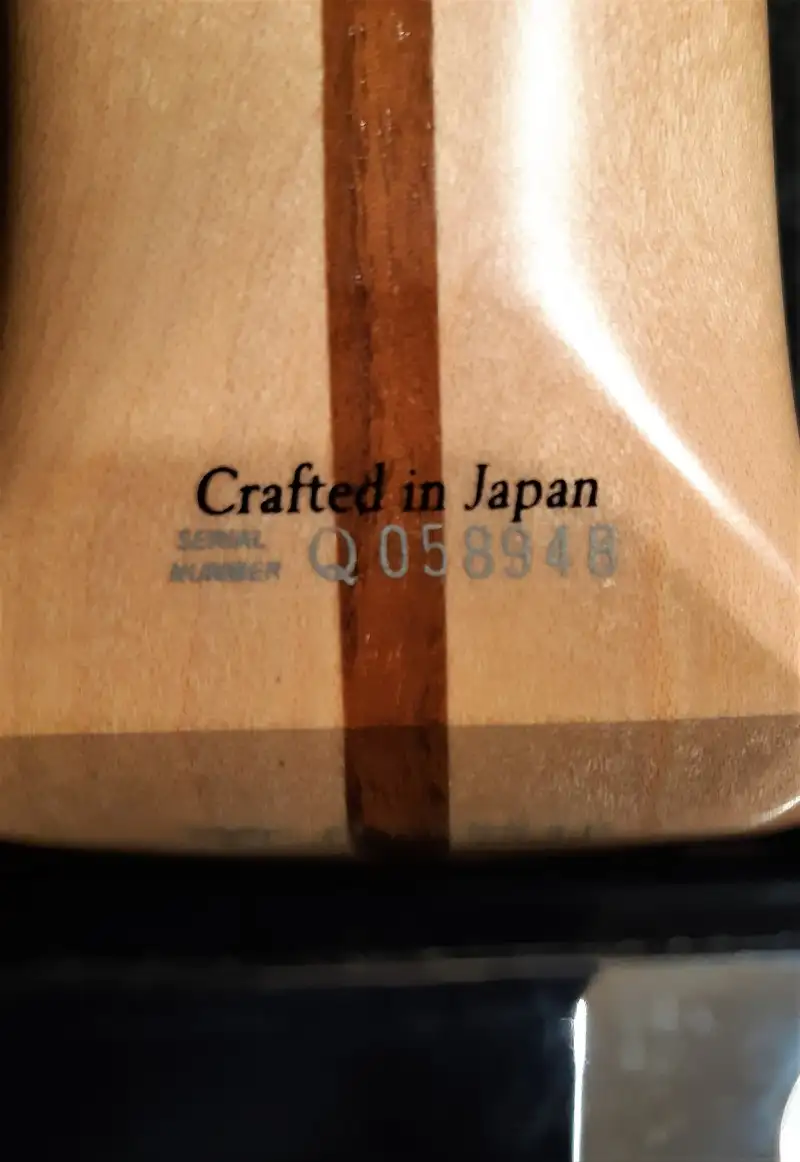 Crafted in Japan
SERIAL Q058948
NUMBER